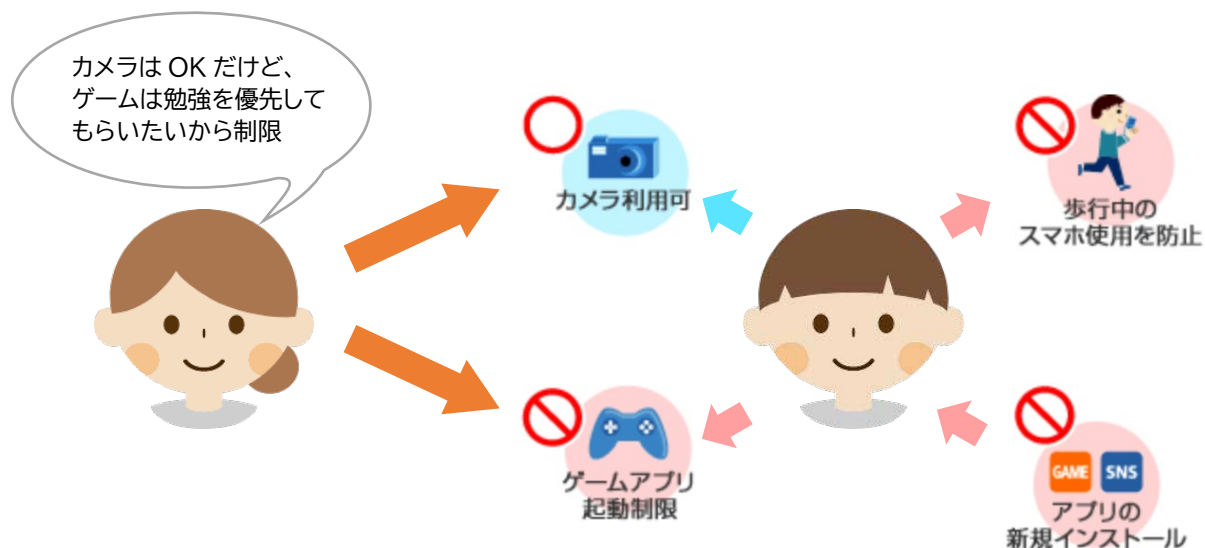 カメラは OK だけど、
ゲームは勉強を優先して
もらいたいから制限
カメラ利用可
歩行中の
スマホ使用を防止
ゲームアプリ
起動制限
GAME SNS
アプリの
新規インストール